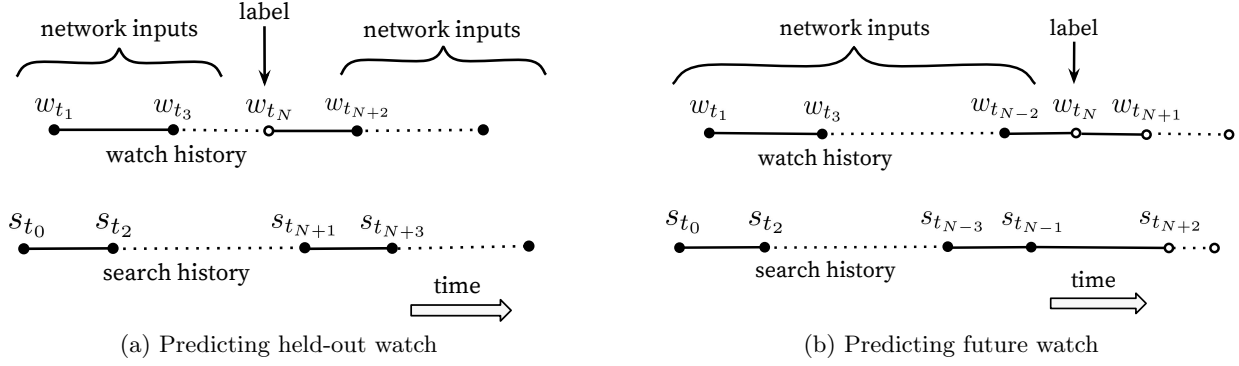 label
network inputs network inputs
w_{t_1} w_{t_3} w_{t_N} w_{t_{N+2}}
watch history
s_{t_0} s_{t_2} s_{t_{N+1}} s_{t_{N+3}}
search history
time
(a) Predicting held-out watch
network inputs label
w_{t_1} w_{t_3} w_{t_{N-2}} w_{t_N} w_{t_{N+1}}
watch history
s_{t_0} s_{t_2} s_{t_{N-3}} s_{t_{N-1}} s_{t_{N+2}}
search history
time
(b) Predicting future watch